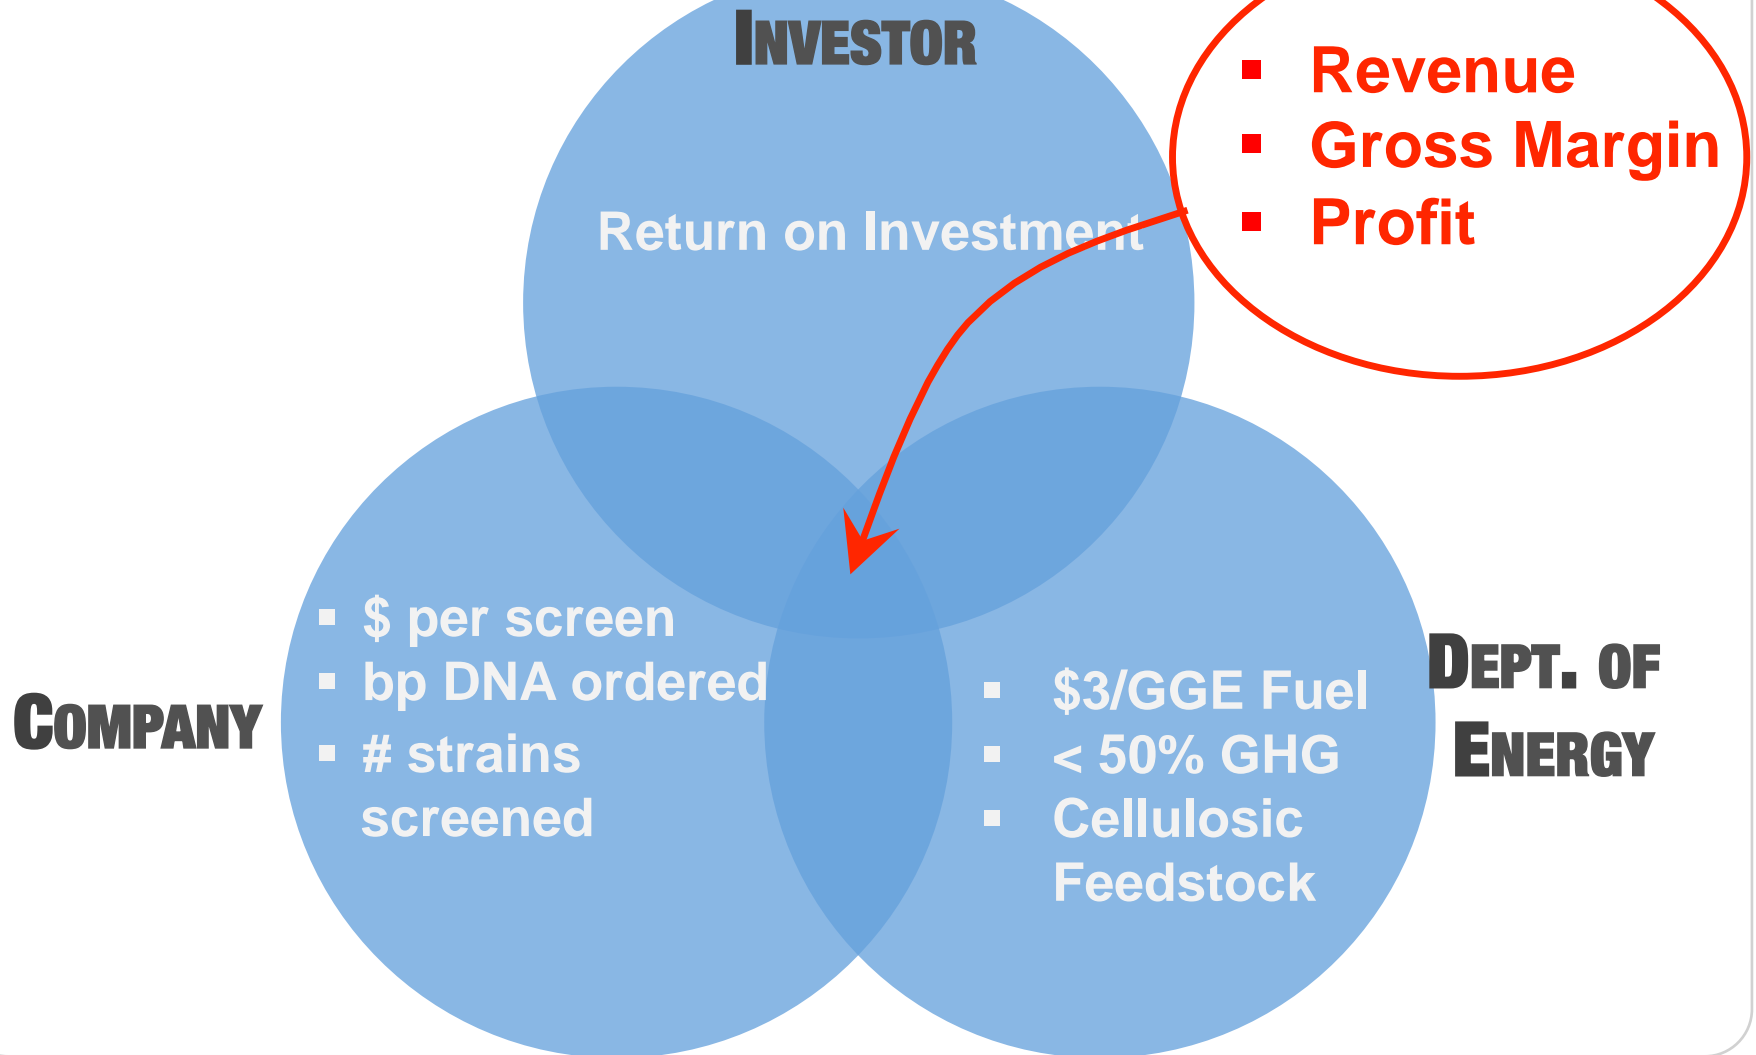 INVESTOR
▪ Revenue
▪ Gross Margin
▪ Profit
Return on Investment
COMPANY
▪ $ per screen
▪ bp DNA ordered
▪ # strains
screened
▪ $3/GGE Fuel
▪ < 50% GHG
▪ Cellulosic
Feedstock
DEPT. OF
ENERGY